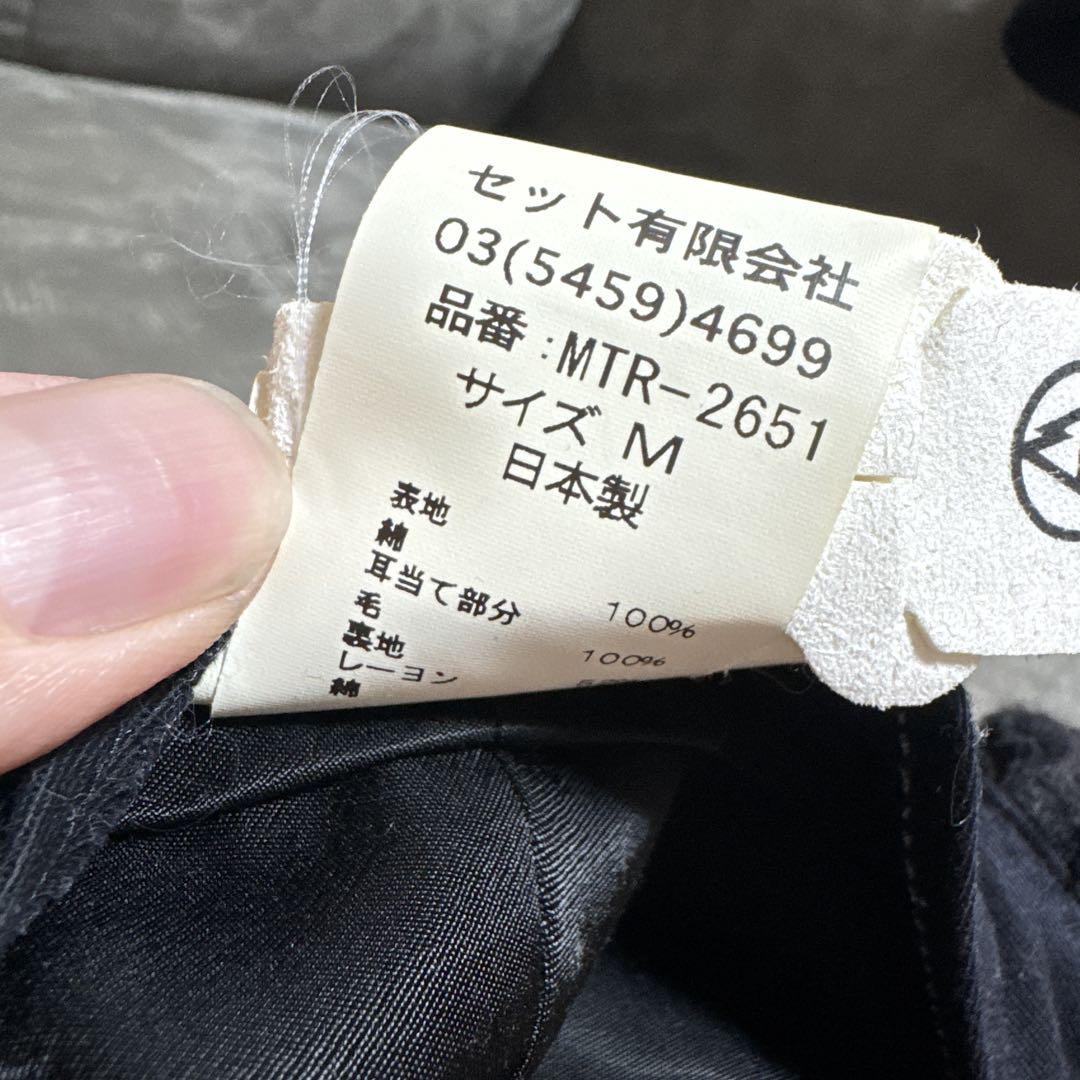 セット有限会社
03(5459)4699
品番:MTR-2651
サイズ M
日本製
表地
綿 100%
耳当て部分
毛 100%
裏地
レーヨン
綿